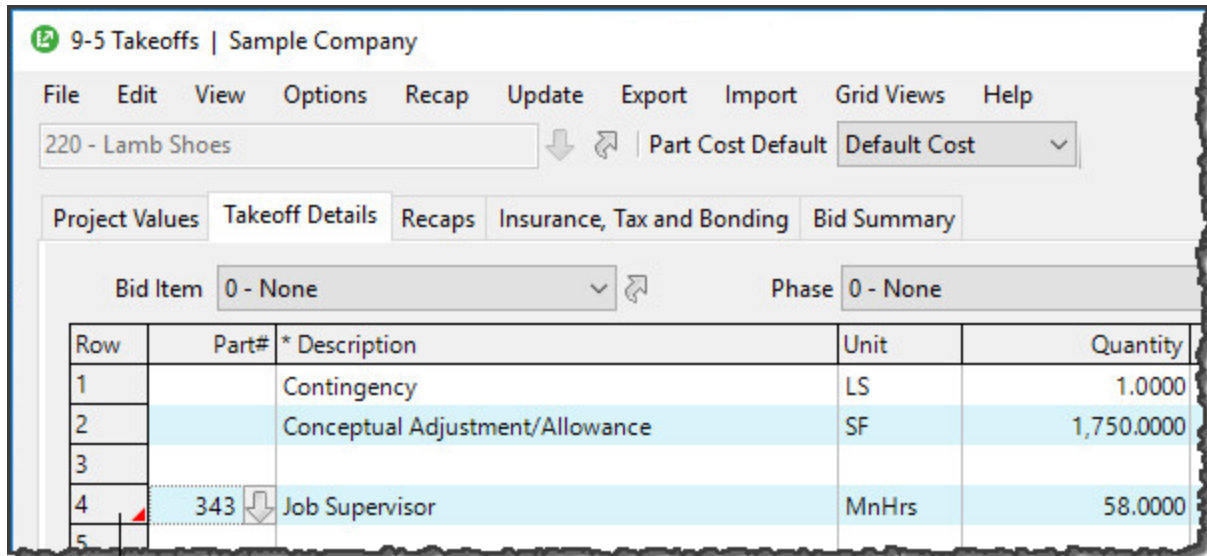 9-5 Takeoffs | Sample Company
File Edit View Options Recap Update Export Import Grid Views Help
220 - Lamb Shoes | Part Cost Default Default Cost
Project Values Takeoff Details Recaps Insurance, Tax and Bonding Bid Summary
Bid Item 0 - None Phase 0 - None
Row Part# * Description Unit Quantity
1 Contingency LS 1.0000
2 Conceptual Adjustment/Allowance SF 1,750.0000
3
4 343 Job Supervisor MnHrs 58.0000
5